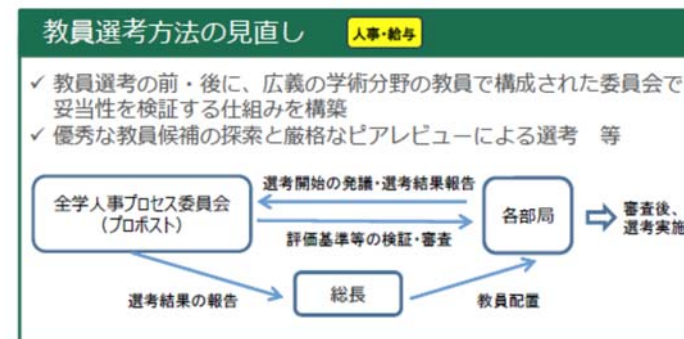 教員選考方法の見直し 人事・給与
✓ 教員選考の前・後に、広義の学術分野の教員で構成された委員会で
妥当性を検証する仕組みを構築
✓ 優秀な教員候補の探索と厳格なピアレビューによる選考 等
選考開始の発議・選考結果報告
全学人事プロセス委員会
(プロボスト)
各部局
審査後、
選考実施
評価基準等の検証・審査
選考結果の報告
総長
教員配置